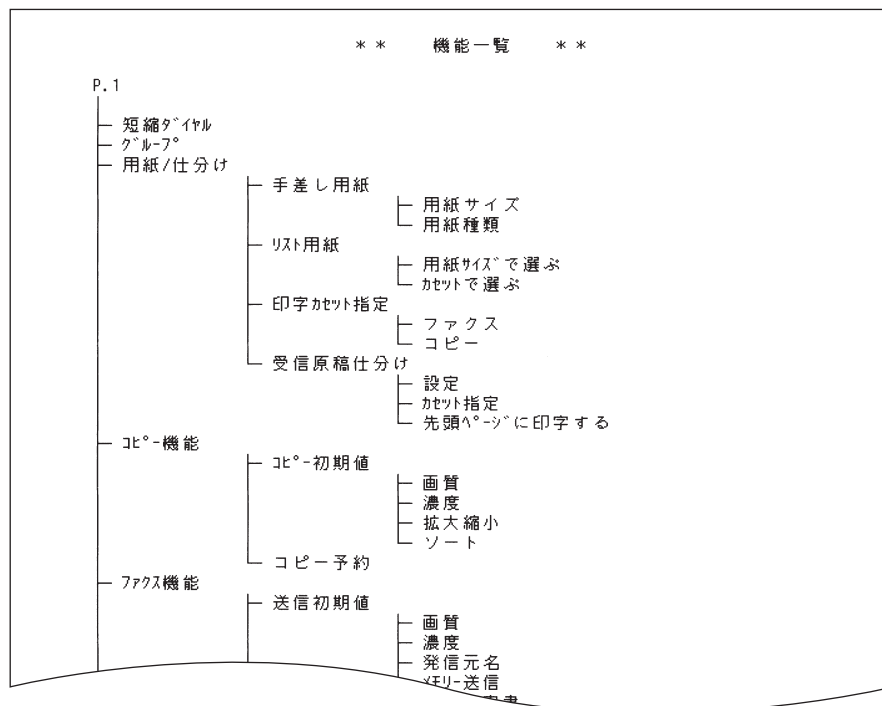 ** 機能一覧 **
P.1
短縮ﾀﾞｲﾔﾙ
ｸﾞﾙｰﾌﾟ
用紙/仕分け
手差し用紙
用紙サイズ
用紙種類
ﾘｽﾄ用紙
用紙ｻｲｽﾞで選ぶ
ｶｾｯﾄで選ぶ
印字ｶｾｯﾄ指定
ファクス
コピー
受信原稿仕分け
設定
ｶｾｯﾄ指定
先頭ﾍﾟｰｼﾞに印字する
ｺﾋﾟｰ機能
ｺﾋﾟｰ初期値
画質
濃度
拡大縮小
ソート
コピー予約
ﾌｧｸｽ機能
送信初期値
画質
濃度
発信元名
ﾒﾓﾘｰ送信